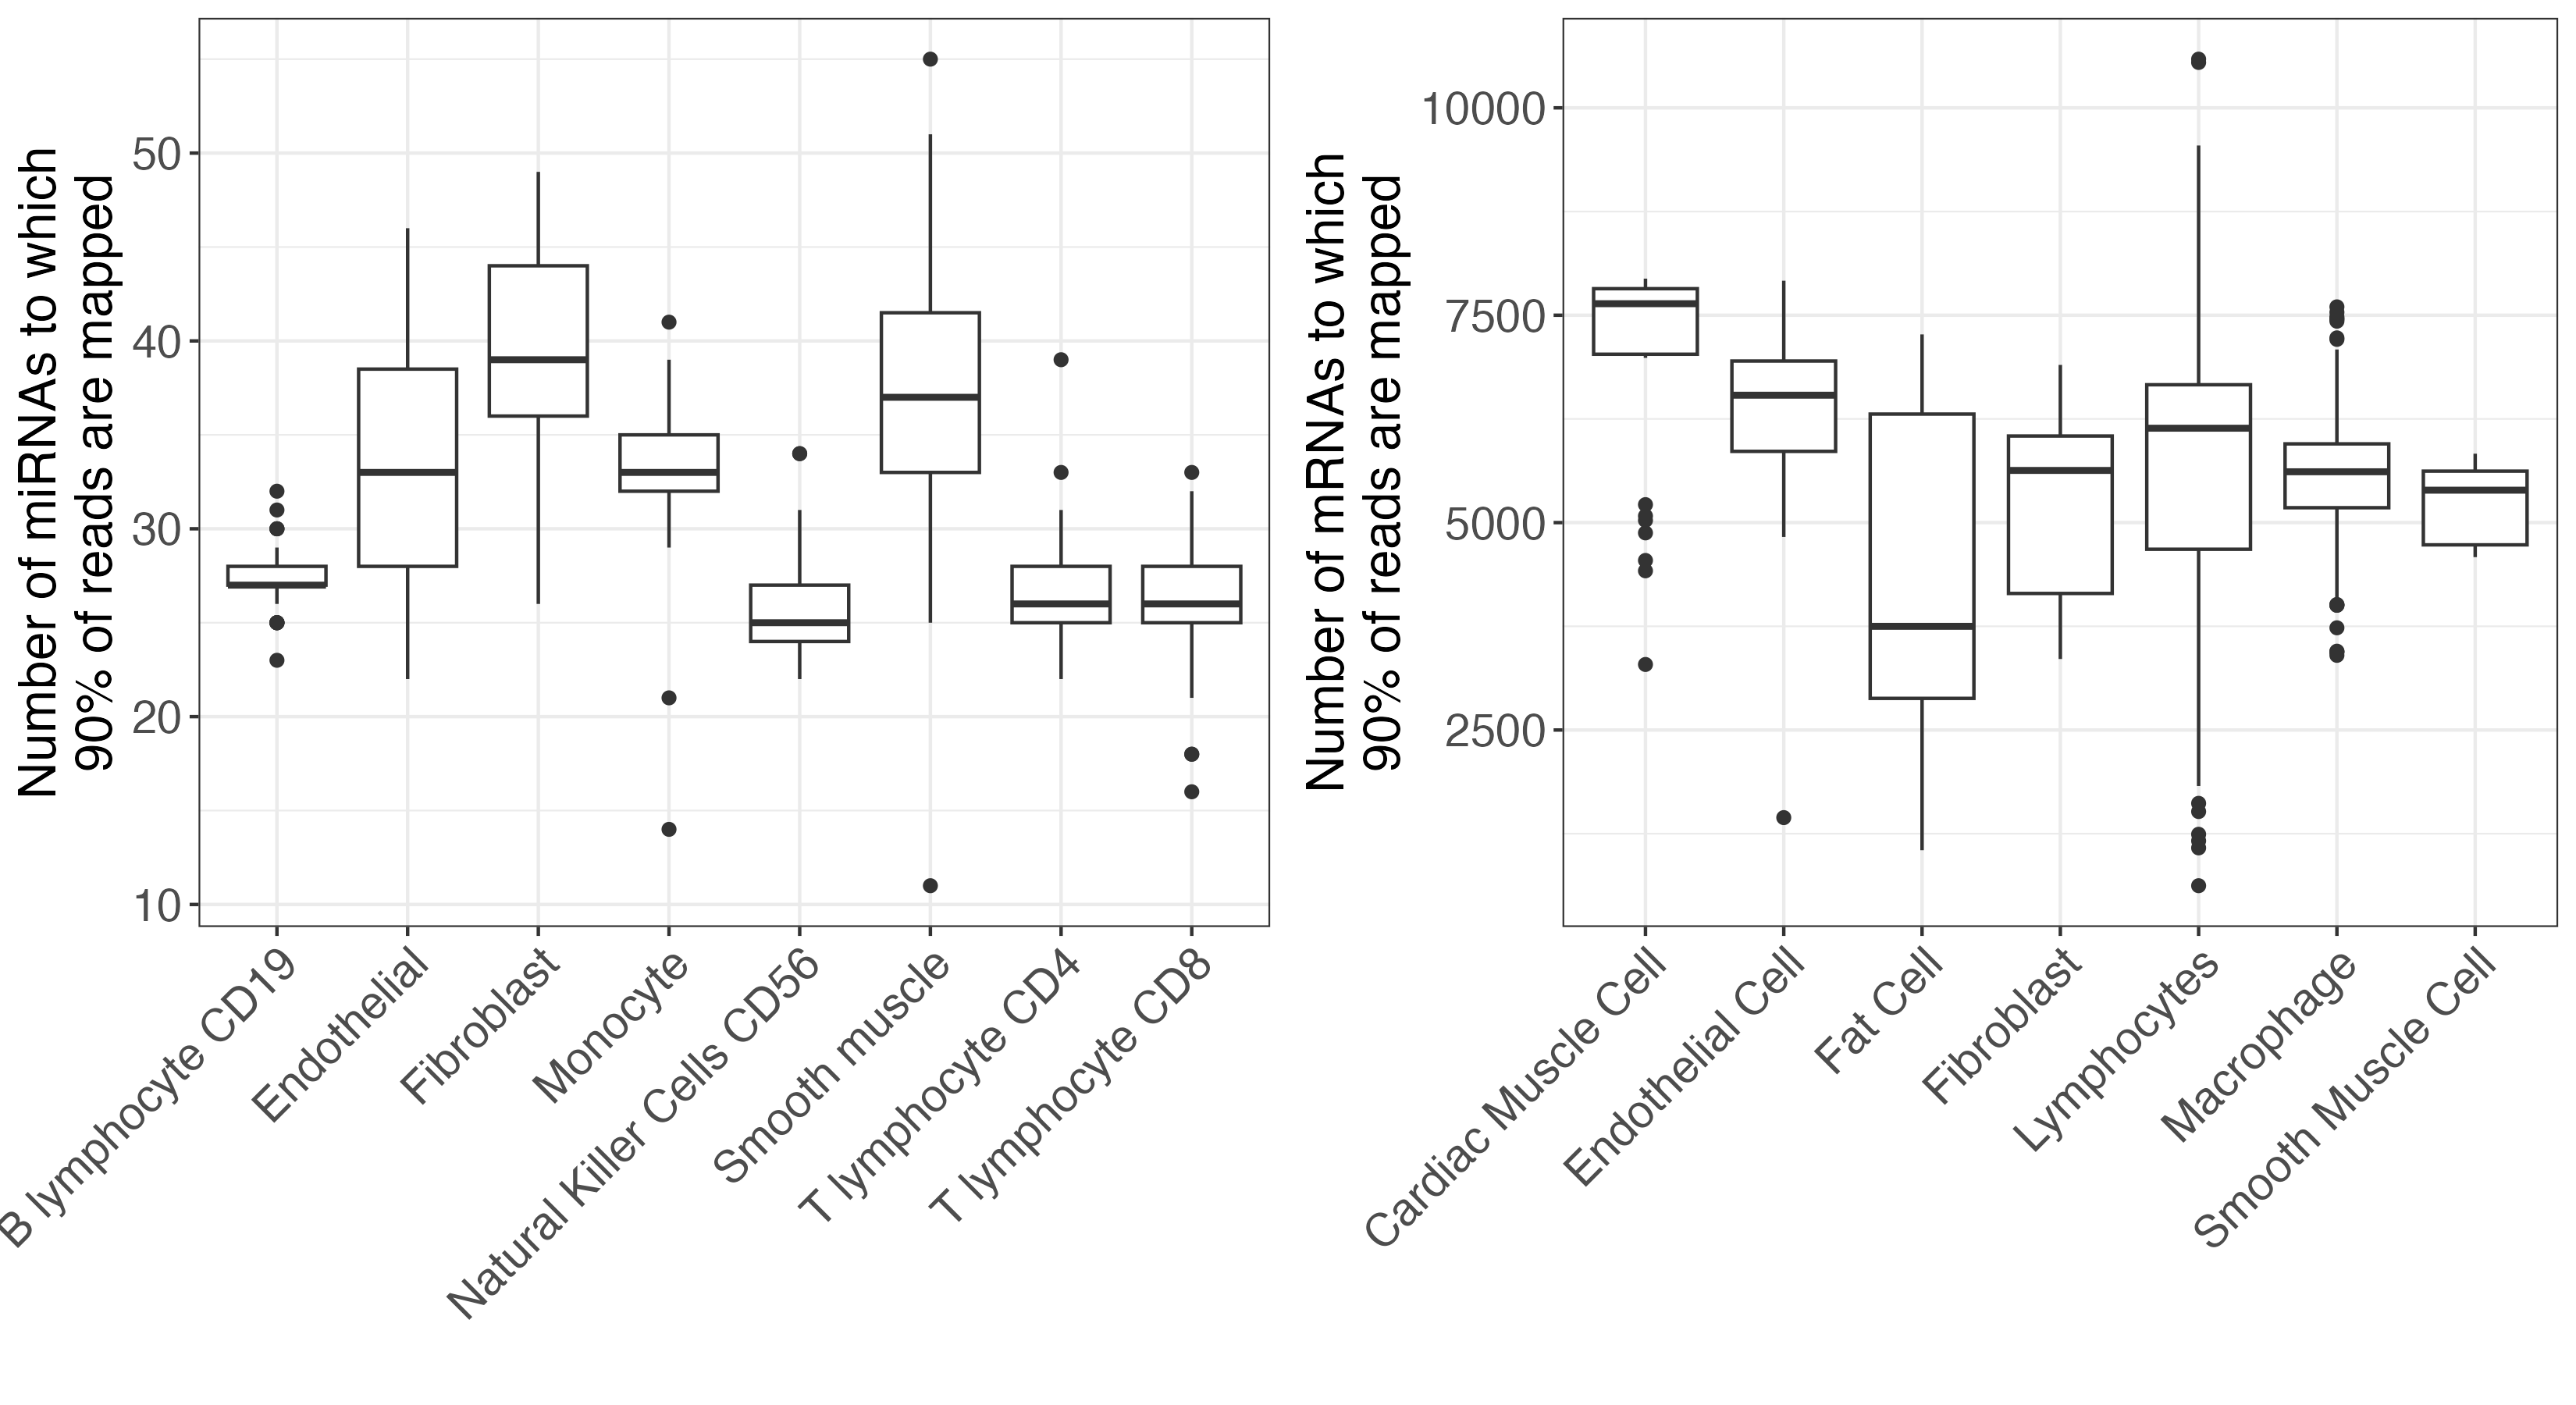 Number of miRNAs to which
90% of reads are mapped
50
40
30
20
10
B lymphocyte CD19
Endothelial
Fibroblast
Monocyte
Natural Killer Cells CD56
Smooth muscle
T lymphocyte CD4
T lymphocyte CD8
Number of mRNAs to which
90% of reads are mapped
10000
7500
5000
2500
Cardiac Muscle Cell
Endothelial Cell
Fat Cell
Fibroblast
Lymphocytes
Macrophage
Smooth Muscle Cell